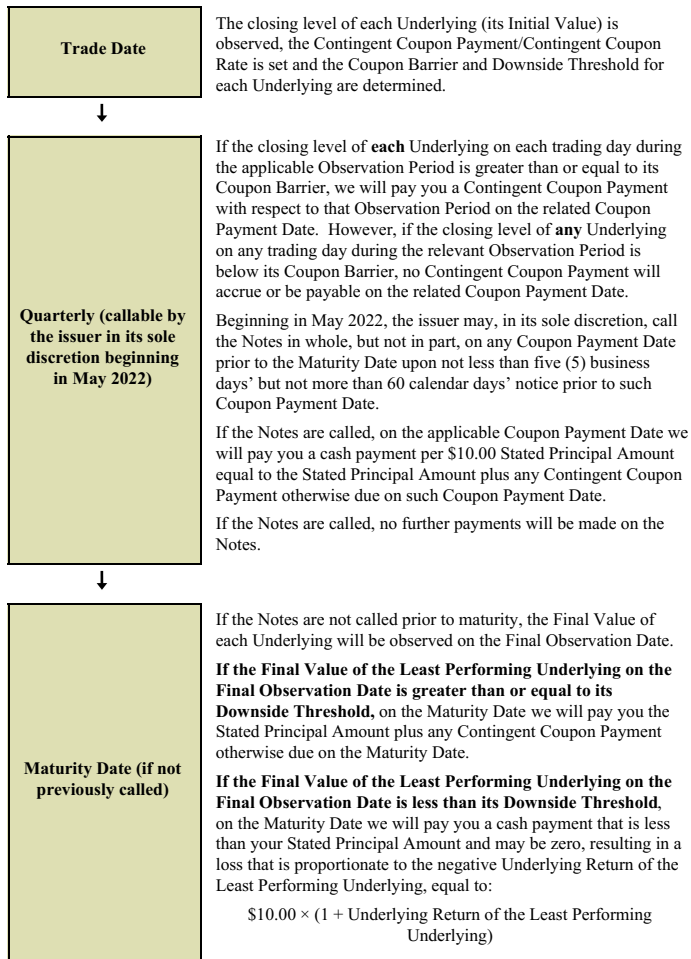 Trade Date
The closing level of each Underlying (its Initial Value) is
observed, the Contingent Coupon Payment/Contingent Coupon
Rate is set and the Coupon Barrier and Downside Threshold for
each Underlying are determined.
↓
Quarterly (callable by
the issuer in its sole
discretion beginning
in May 2022)
If the closing level of each Underlying on each trading day during
the applicable Observation Period is greater than or equal to its
Coupon Barrier, we will pay you a Contingent Coupon Payment
with respect to that Observation Period on the related Coupon
Payment Date.  However, if the closing level of any Underlying
on any trading day during the relevant Observation Period is
below its Coupon Barrier, no Contingent Coupon Payment will
accrue or be payable on the related Coupon Payment Date.
Beginning in May 2022, the issuer may, in its sole discretion, call
the Notes in whole, but not in part, on any Coupon Payment Date
prior to the Maturity Date upon not less than five (5) business
days’ but not more than 60 calendar days’ notice prior to such
Coupon Payment Date.
If the Notes are called, on the applicable Coupon Payment Date we
will pay you a cash payment per $10.00 Stated Principal Amount
equal to the Stated Principal Amount plus any Contingent Coupon
Payment otherwise due on such Coupon Payment Date.
If the Notes are called, no further payments will be made on the
Notes.
↓
Maturity Date (if not
previously called)
If the Notes are not called prior to maturity, the Final Value of
each Underlying will be observed on the Final Observation Date.
If the Final Value of the Least Performing Underlying on the
Final Observation Date is greater than or equal to its
Downside Threshold, on the Maturity Date we will pay you the
Stated Principal Amount plus any Contingent Coupon Payment
otherwise due on the Maturity Date.
If the Final Value of the Least Performing Underlying on the
Final Observation Date is less than its Downside Threshold,
on the Maturity Date we will pay you a cash payment that is less
than your Stated Principal Amount and may be zero, resulting in a
loss that is proportionate to the negative Underlying Return of the
Least Performing Underlying, equal to:
$10.00 × (1 + Underlying Return of the Least Performing
Underlying)